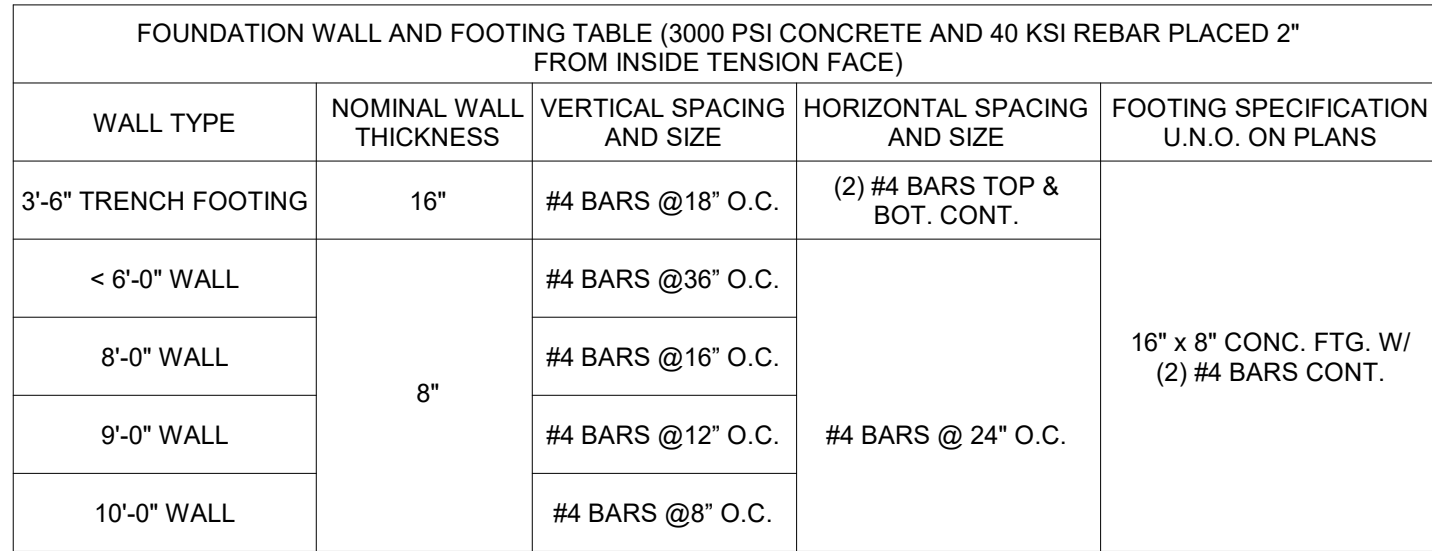 FOUNDATION WALL AND FOOTING TABLE (3000 PSI CONCRETE AND 40 KSI REBAR PLACED 2"
FROM INSIDE TENSION FACE)
WALL TYPE
NOMINAL WALL
THICKNESS
VERTICAL SPACING
AND SIZE
HORIZONTAL SPACING
AND SIZE
FOOTING SPECIFICATION
U.N.O. ON PLANS
3'-6" TRENCH FOOTING
16"
#4 BARS @18” O.C.
(2) #4 BARS TOP &
BOT. CONT.
16" x 8" CONC. FTG. W/
(2) #4 BARS CONT.
< 6'-0" WALL
8"
#4 BARS @36” O.C.
#4 BARS @ 24" O.C.
8'-0" WALL
#4 BARS @16” O.C.
9'-0" WALL
#4 BARS @12” O.C.
10'-0" WALL
#4 BARS @8” O.C.